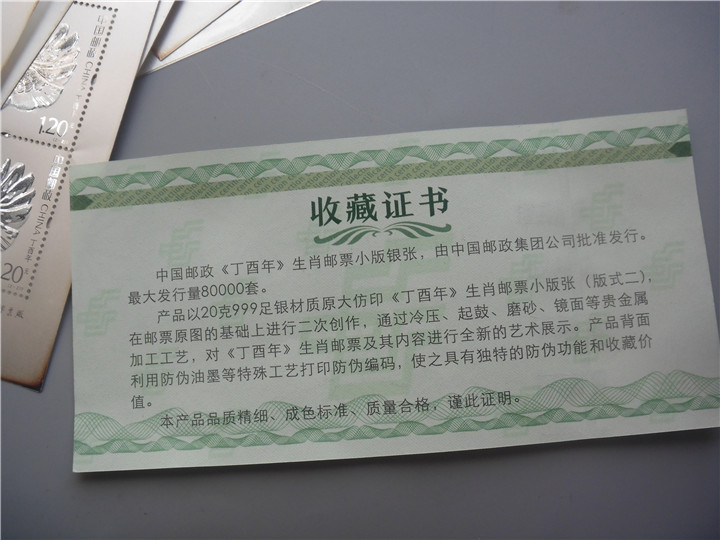 中国邮政 CHINA
1.20
中国邮政 CHINA 丁酉年
.20
收藏证书
中国邮政《丁酉年》生肖邮票小版银张，由中国邮政集团公司批准发行。
最大发行量80000套。
产品以20克999足银材质原大仿印《丁酉年》生肖邮票小版张（版式二），
在邮票原图的基础上进行二次创作，通过冷压、起鼓、磨砂、镜面等贵金属
加工工艺，对《丁酉年》生肖邮票及其内容进行全新的艺术展示。产品背面
利用防伪油墨等特殊工艺打印防伪编码，使之具有独特的防伪功能和收藏价
值。
本产品品质精细、成色标准、质量合格，谨此证明。